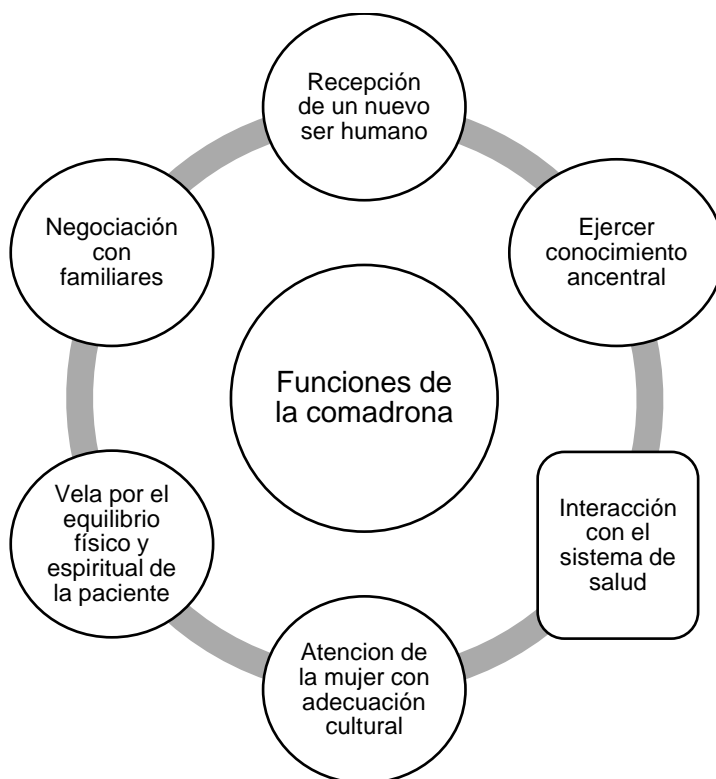 Recepción
de un nuevo
ser humano
Negociación
con
familiares
Ejercer
conocimiento
ancentral
Funciones de
la comadrona
Vela por el
equilibrio
físico y
espiritual de
la paciente
Interacción
con el
sistema de
salud
Atencion de
la mujer con
adecuación
cultural